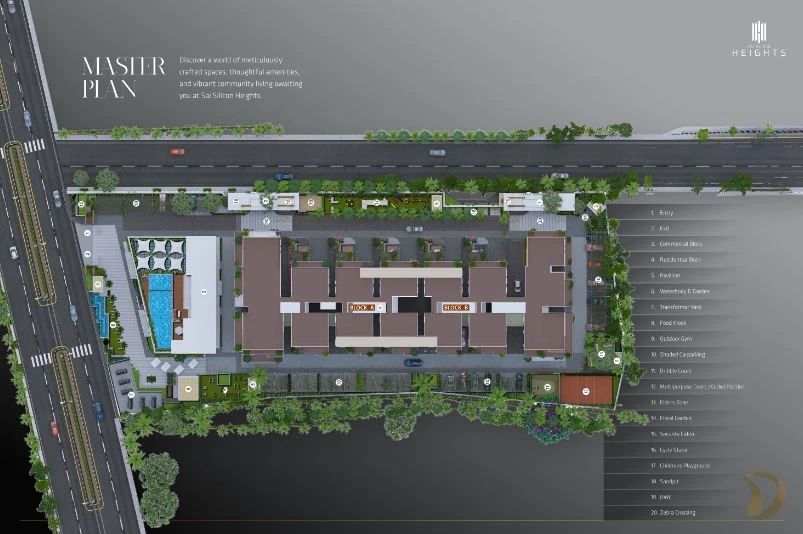 MASTER
PLAN
Discover a world of meticulously
crafted spaces, thoughtful amenities,
and vibrant community living awaiting
you at Sai Silicon Heights.
HEIGHTS
BLOCK A
BLOCK B
1. Entry
2. Exit
3. Commercial Block
4. Residential Block
5. Pavilion
6. Waterbody & Garden
7. Transformer Yard
8. Food Kiosk
9. Outdoor Gym
10. Shaded Carparking
11. Dribble Court
12. Multipurpose Court / Cricket Practice
13. Elders Zone
14. Floral Garden
15. Security Cabin
16. Cycle Stand
17. Childrens Playground
18. Sandpit
19. OWC
20. Zebra Crossing